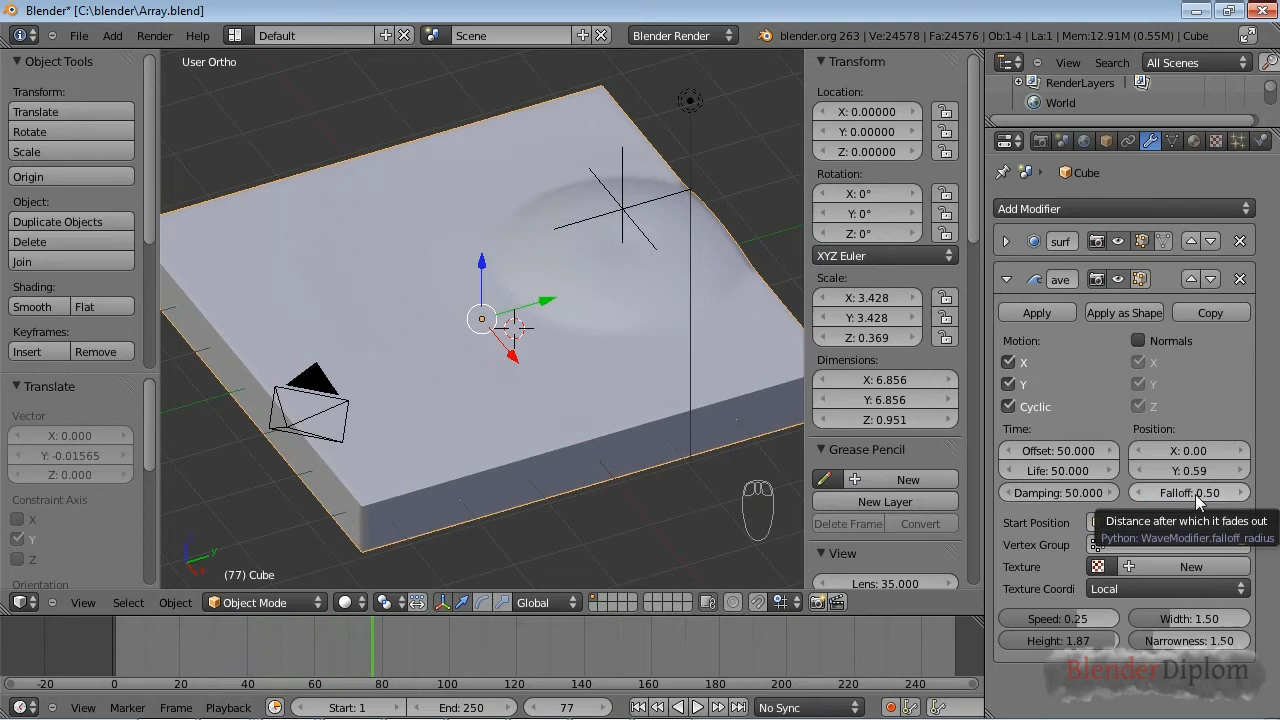 Blender* [C:\blender\Array.blend]
File Add Render Help Default Scene Blender Render blender.org 263 | Ve:24578 | Fa:24576 | Ob:1-4 | La:1 | Mem:12.91M (0.55M) | Cube
Object Tools
Transform:
Translate
Rotate
Scale
Origin
Object:
Duplicate Objects
Delete
Join
Shading:
Smooth Flat
Keyframes:
Insert Remove
Translate
Vector
X: 0.000
Y: -0.01565
Z: 0.000
Constraint Axis
X
Y
Z
Orientation
User Ortho
z
y
(77) Cube
Transform
Location:
X: 0.00000
Y: 0.00000
Z: 0.00000
Rotation:
X: 0°
Y: 0°
Z: 0°
XYZ Euler
Scale:
X: 3.428
Y: 3.428
Z: 0.369
Dimensions:
X: 6.856
Y: 6.856
Z: 0.951
Grease Pencil
New
New Layer
Delete Frame Convert
View
Lens: 35.000
View Search All Scenes
RenderLayers
World
Cube
Add Modifier
surf
ave
Apply Apply as Shape Copy
Motion: Normals
X X
Y Y
Cyclic Z
Time: Position:
Offset: 50.000 X: 0.00
Life: 50.000 Y: 0.59
Damping: 50.000 Falloff: 0.50
Distance after which it fades out
Python: WaveModifier.falloff_radius
Start Position
Vertex Group
Texture New
Texture Coordi Local
Speed: 0.25 Width: 1.50
Height: 1.87 Narrowness: 1.50
BlenderDiplom
View Select Object Object Mode Global
-20 0 20 40 60 80 100 120 140 160 180 200 220 240
View Marker Frame Playback Start: 1 End: 250 77 No Sync